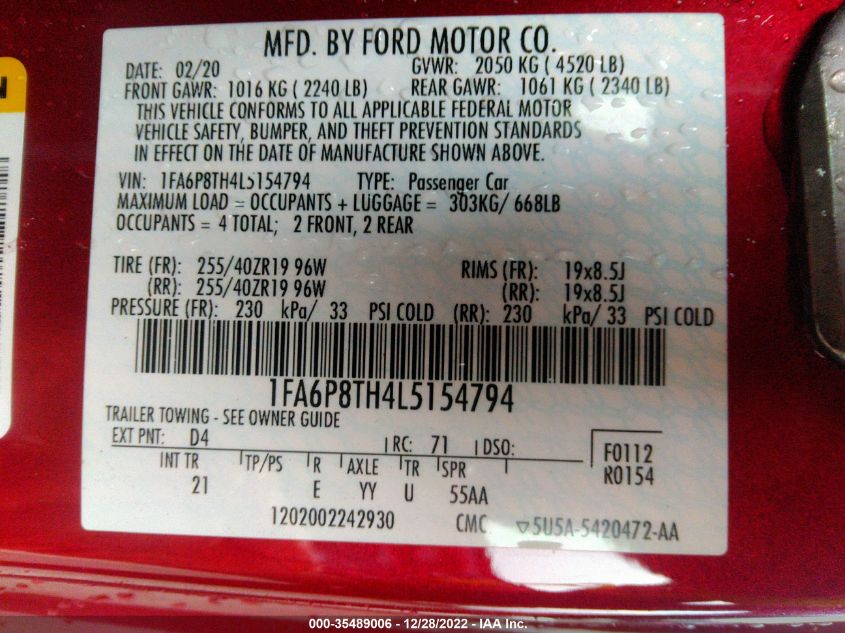 MFD. BY FORD MOTOR CO.
DATE: 02/20 GVWR: 2050 KG ( 4520 LB)
FRONT GAWR: 1016 KG ( 2240 LB) REAR GAWR: 1061 KG ( 2340 LB)
THIS VEHICLE CONFORMS TO ALL APPLICABLE FEDERAL MOTOR
VEHICLE SAFETY, BUMPER, AND THEFT PREVENTION STANDARDS
IN EFFECT ON THE DATE OF MANUFACTURE SHOWN ABOVE.
VIN: 1FA6P8TH4L5154794 TYPE: Passenger Car
MAXIMUM LOAD = OCCUPANTS + LUGGAGE = 303KG/ 668LB
OCCUPANTS = 4 TOTAL; 2 FRONT, 2 REAR
TIRE (FR): 255/40ZR19 96W RIMS (FR): 19x8.5J
(RR): 255/40ZR19 96W (RR): 19x8.5J
PRESSURE (FR): 230 kPa/ 33 PSI COLD (RR): 230 kPa/ 33 PSI COLD
1FA6P8TH4L5154794
TRAILER TOWING - SEE OWNER GUIDE
EXT PNT: D4 RC: 71 DSO: F0112
INT TR TP/PS R AXLE TR SPR R0154
21 E YY U 55AA
1202002242930 CMC ▽5U5A-5420472-AA
000-35489006 - 12/28/2022 - IAA Inc.